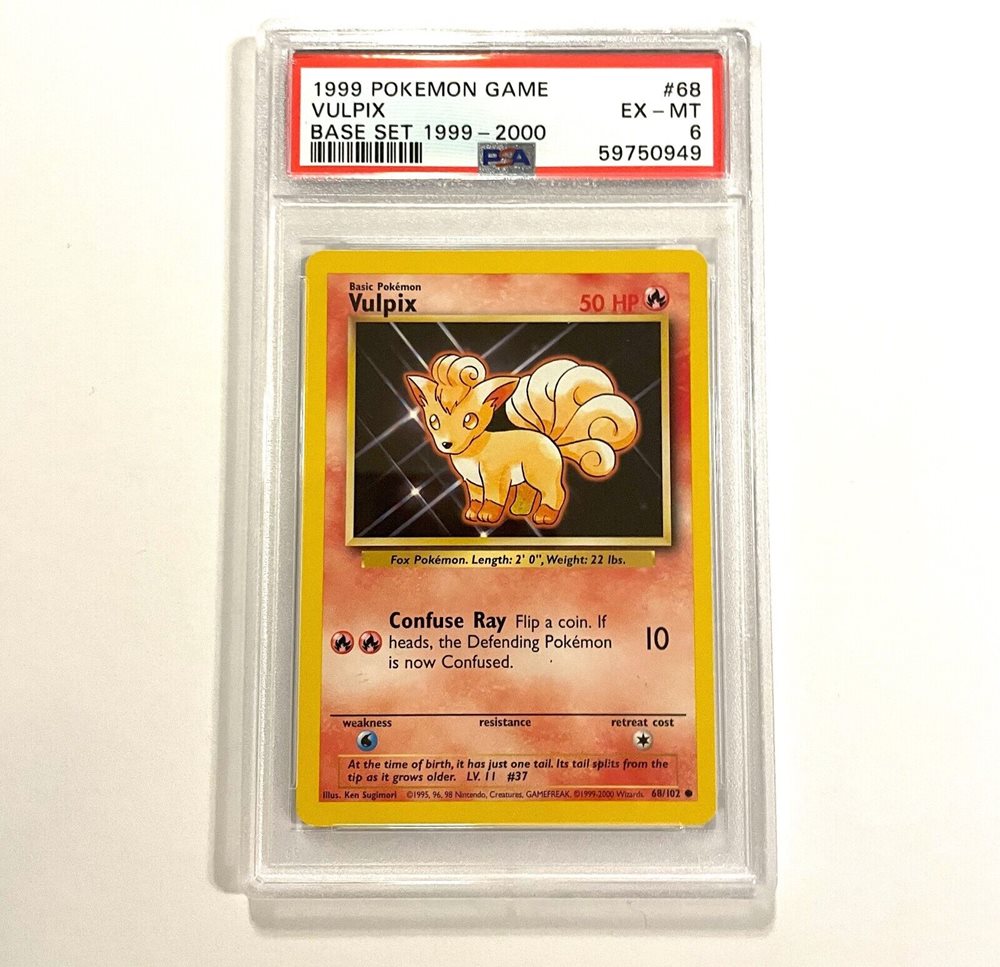 1999 POKEMON GAME #68
VULPIX EX - MT
BASE SET 1999 - 2000 6
PSA 59750949
Basic Pokémon
Vulpix 50 HP
Fox Pokémon. Length: 2' 0", Weight: 22 lbs.
Confuse Ray Flip a coin. If
heads, the Defending Pokémon
is now Confused.
10
weakness resistance retreat cost
At the time of birth, it has just one tail. Its tail splits from the
tip as it grows older. LV. 11 #37
Illus. Ken Sugimori ©1995, 96, 98 Nintendo, Creatures, GAMEFREAK. ©1999-2000 Wizards. 68/102